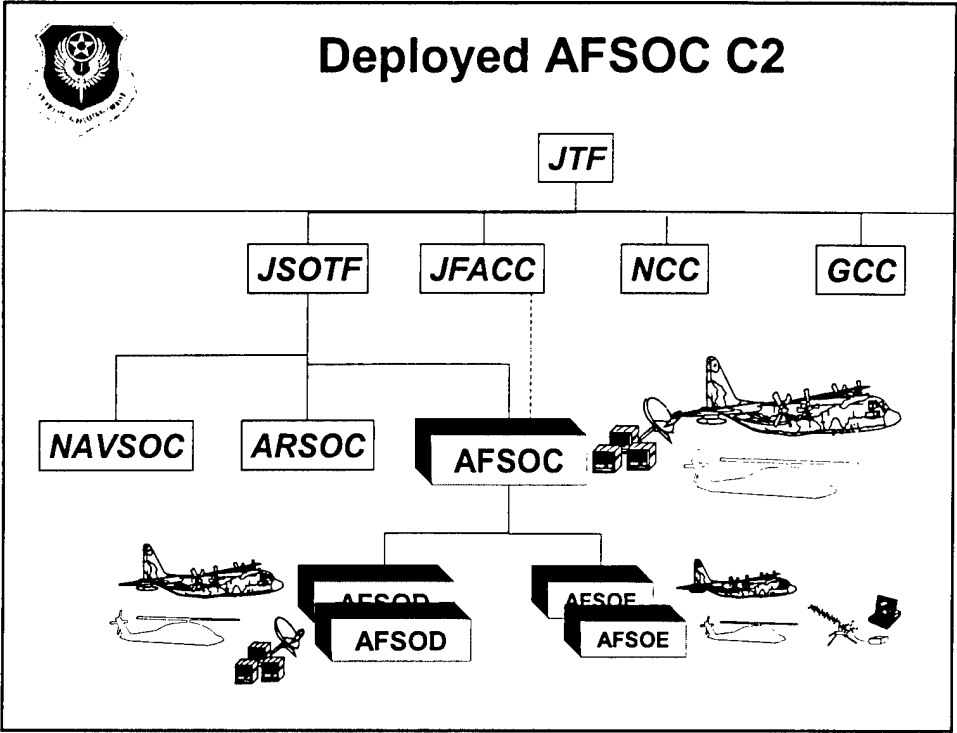 Deployed AFSOC C2
JTF
JSOTF
JFACC
NCC
GCC
NAVSOC
ARSOC
AFSOC
AFSOD
AFSOE
AFSOD
AFSOE